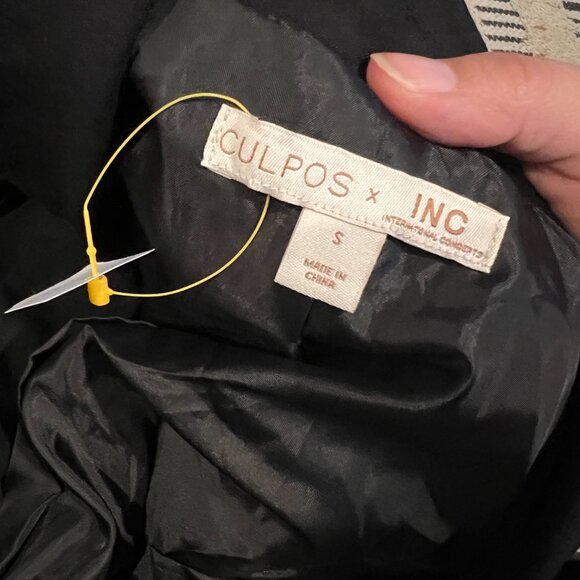 CULPOS x INC
INTERNATIONAL CONCEPTS
S
MADE IN
CHINA